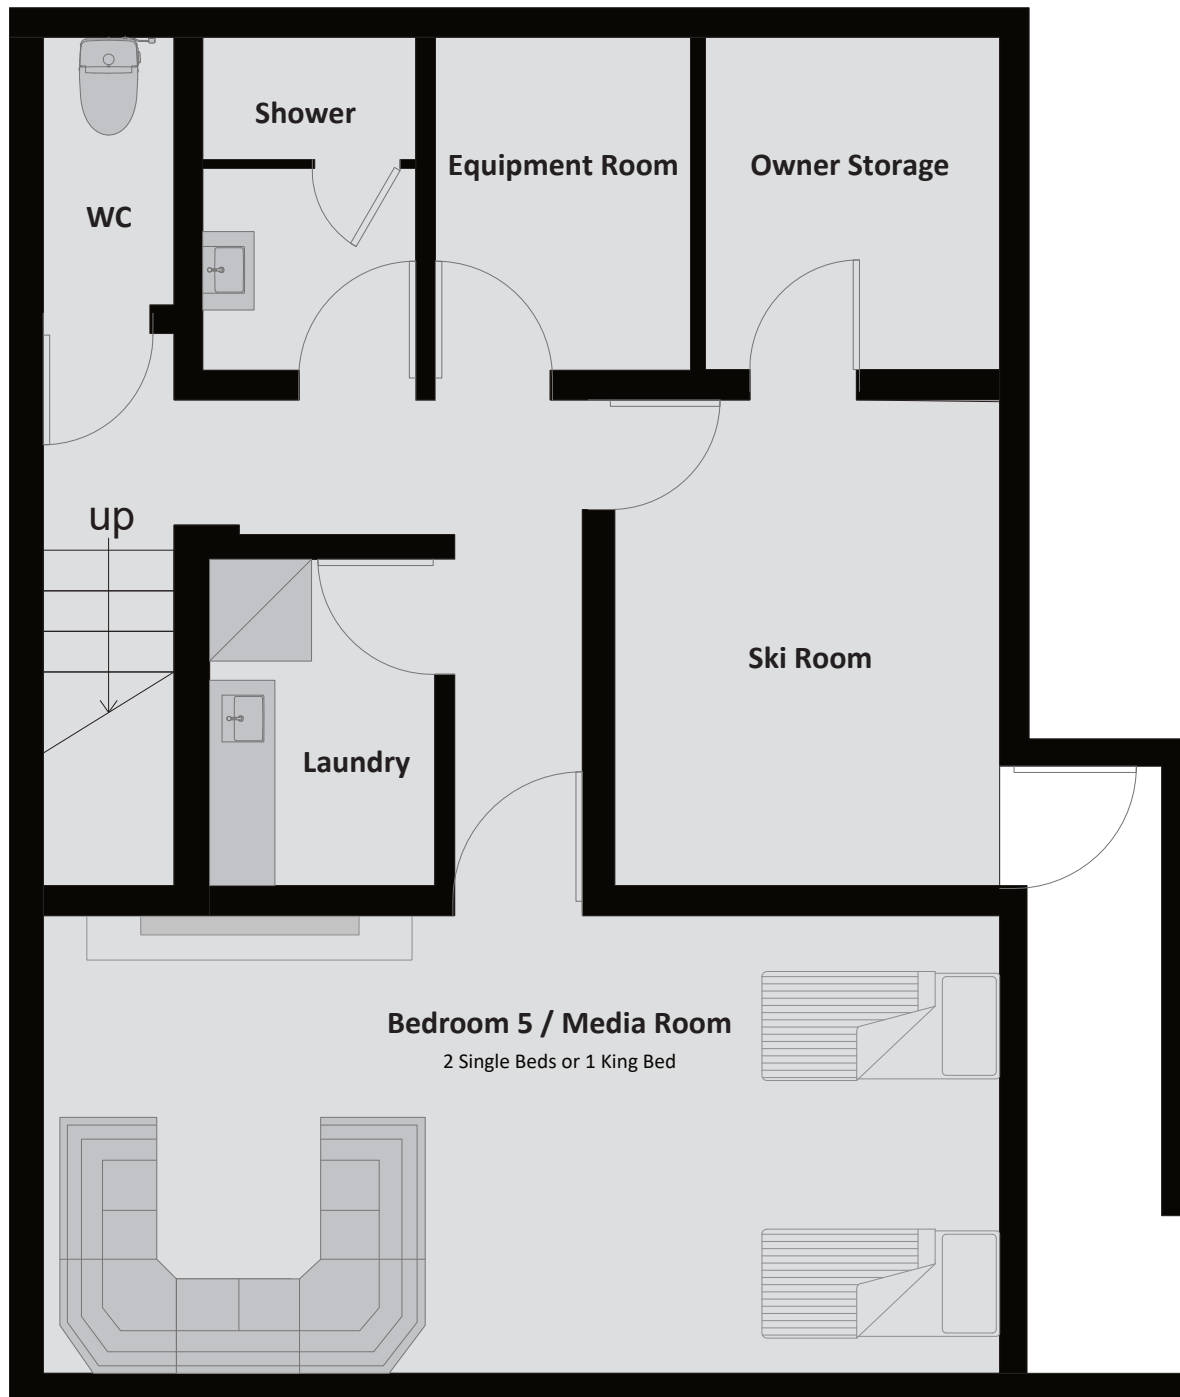 Shower
Equipment Room
Owner Storage
WC
up
Ski Room
Laundry
Bedroom 5 / Media Room
2 Single Beds or 1 King Bed